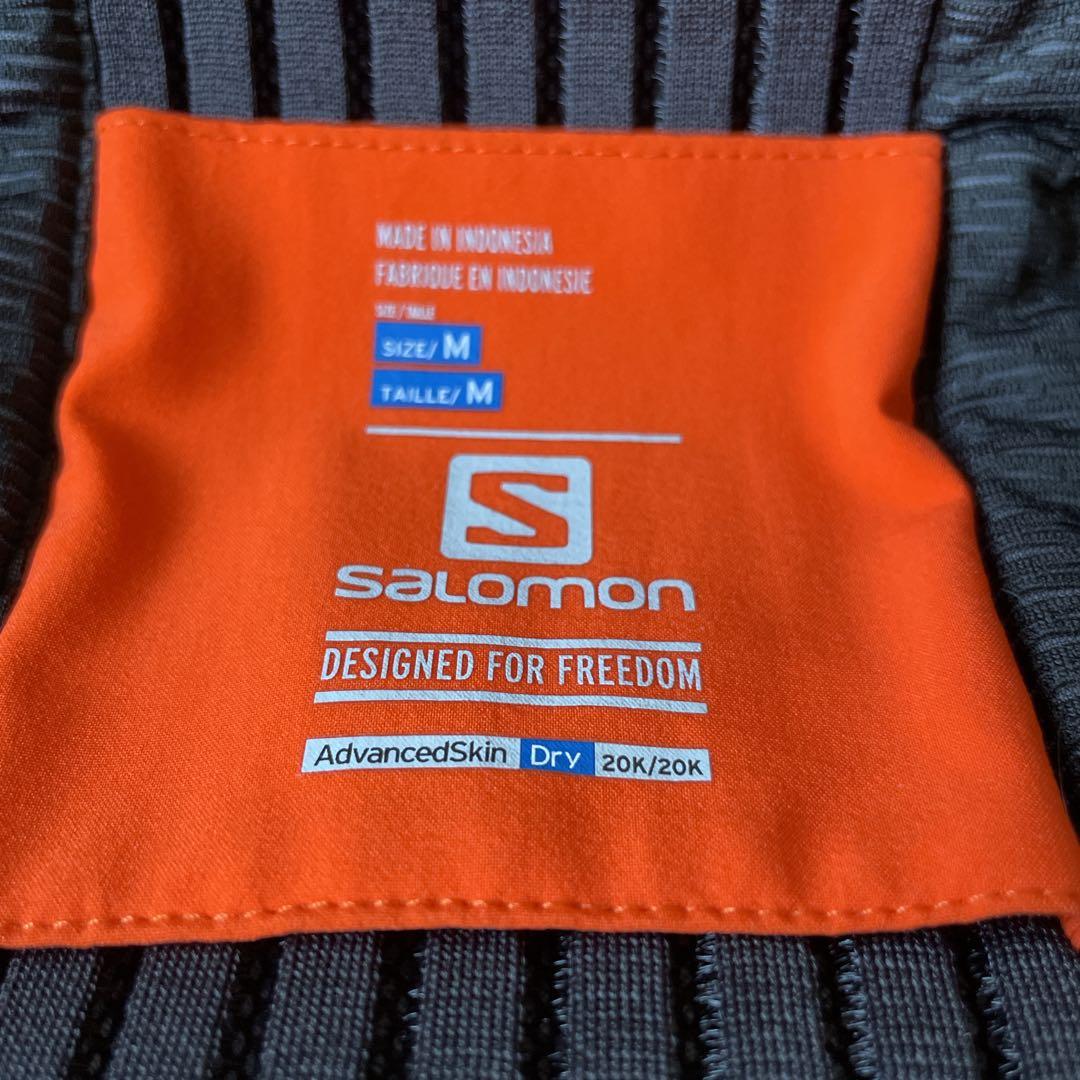 MADE IN INDONESIA
FABRIQUE EN INDONESIE
SIZE / TAILLE
SIZE/ M
TAILLE/ M
S
SALOMON
DESIGNED FOR FREEDOM
AdvancedSkin Dry 20K/20K